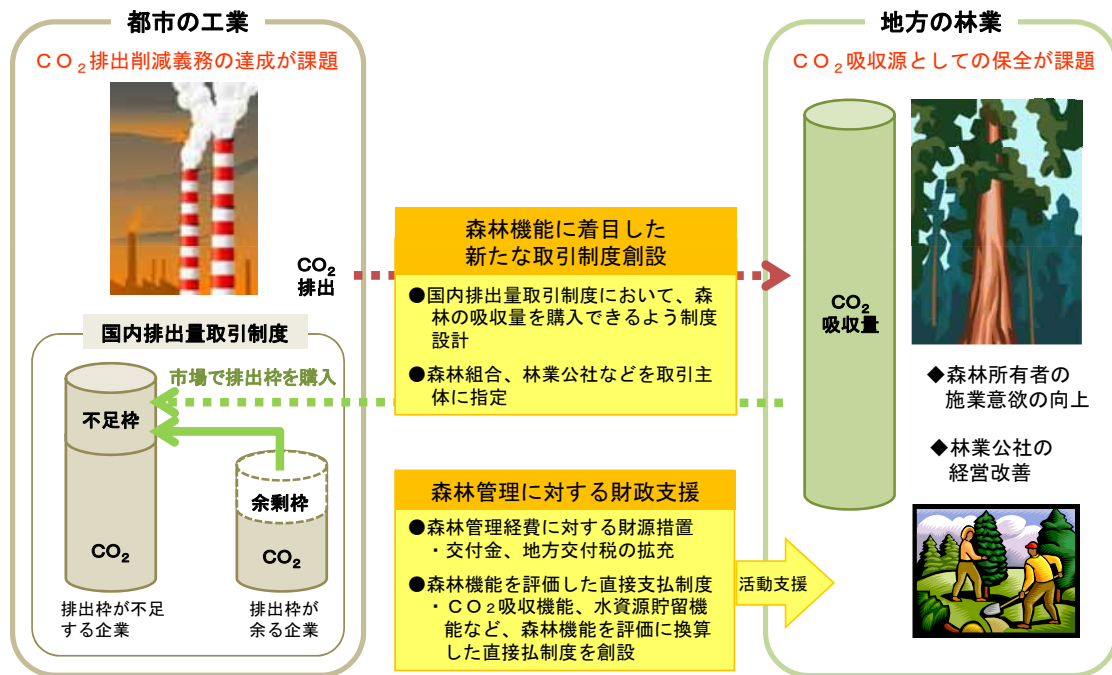 都市の工業
CO₂排出削減義務の達成が課題
CO₂
排出
国内排出量取引制度
市場で排出枠を購入
不足枠
余剰枠
CO₂
CO₂
排出枠が不足
する企業
排出枠が
余る企業
森林機能に着目した
新たな取引制度創設
●国内排出量取引制度において、森
林の吸収量を購入できるよう制度
設計
●森林組合、林業公社などを取引主
体に指定
森林管理に対する財政支援
●森林管理経費に対する財源措置
・交付金、地方交付税の拡充
●森林機能を評価した直接支払制度
・CO₂吸収機能、水資源貯留機
能など、森林機能を評価に換算
した直接払制度を創設
活動支援
地方の林業
CO₂吸収源としての保全が課題
CO₂
吸収量
◆森林所有者の
施業意欲の向上
◆林業公社の
経営改善